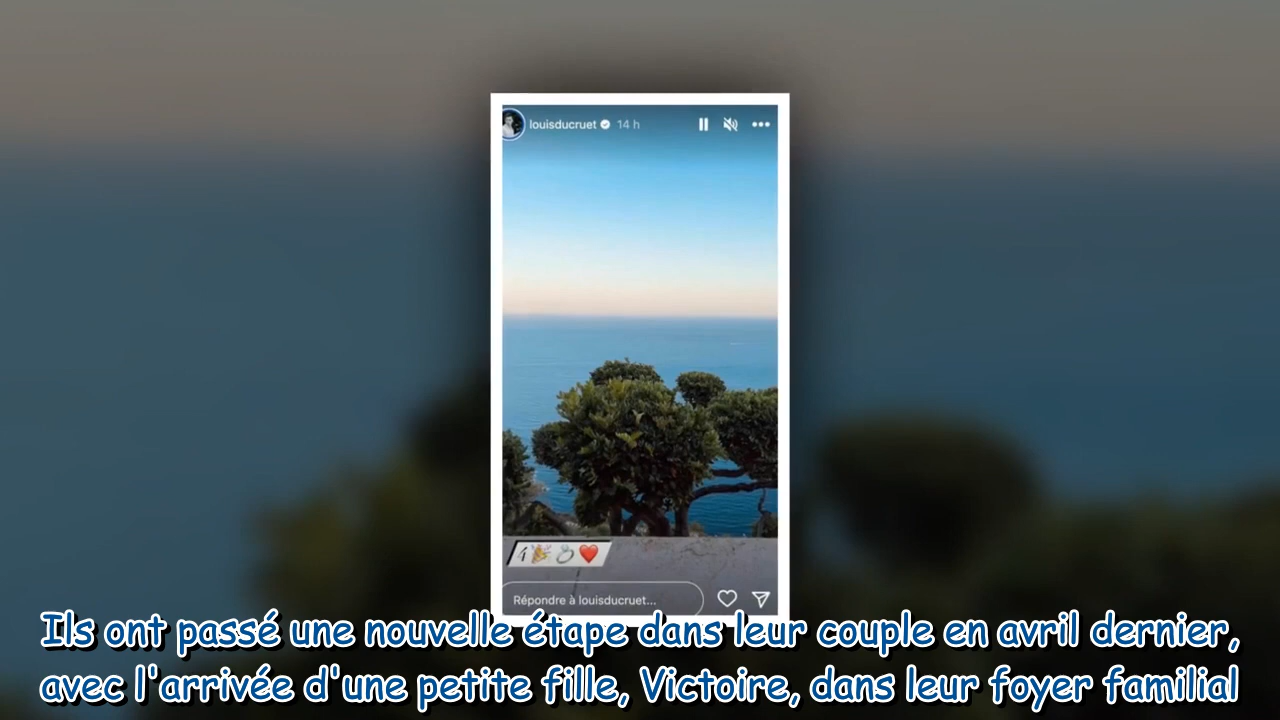 louisducruet 14 h
4
Répondre à louisducruet...
Ils ont passé une nouvelle étape dans leur couple en avril dernier,
avec l'arrivée d'une petite fille, Victoire, dans leur foyer familial